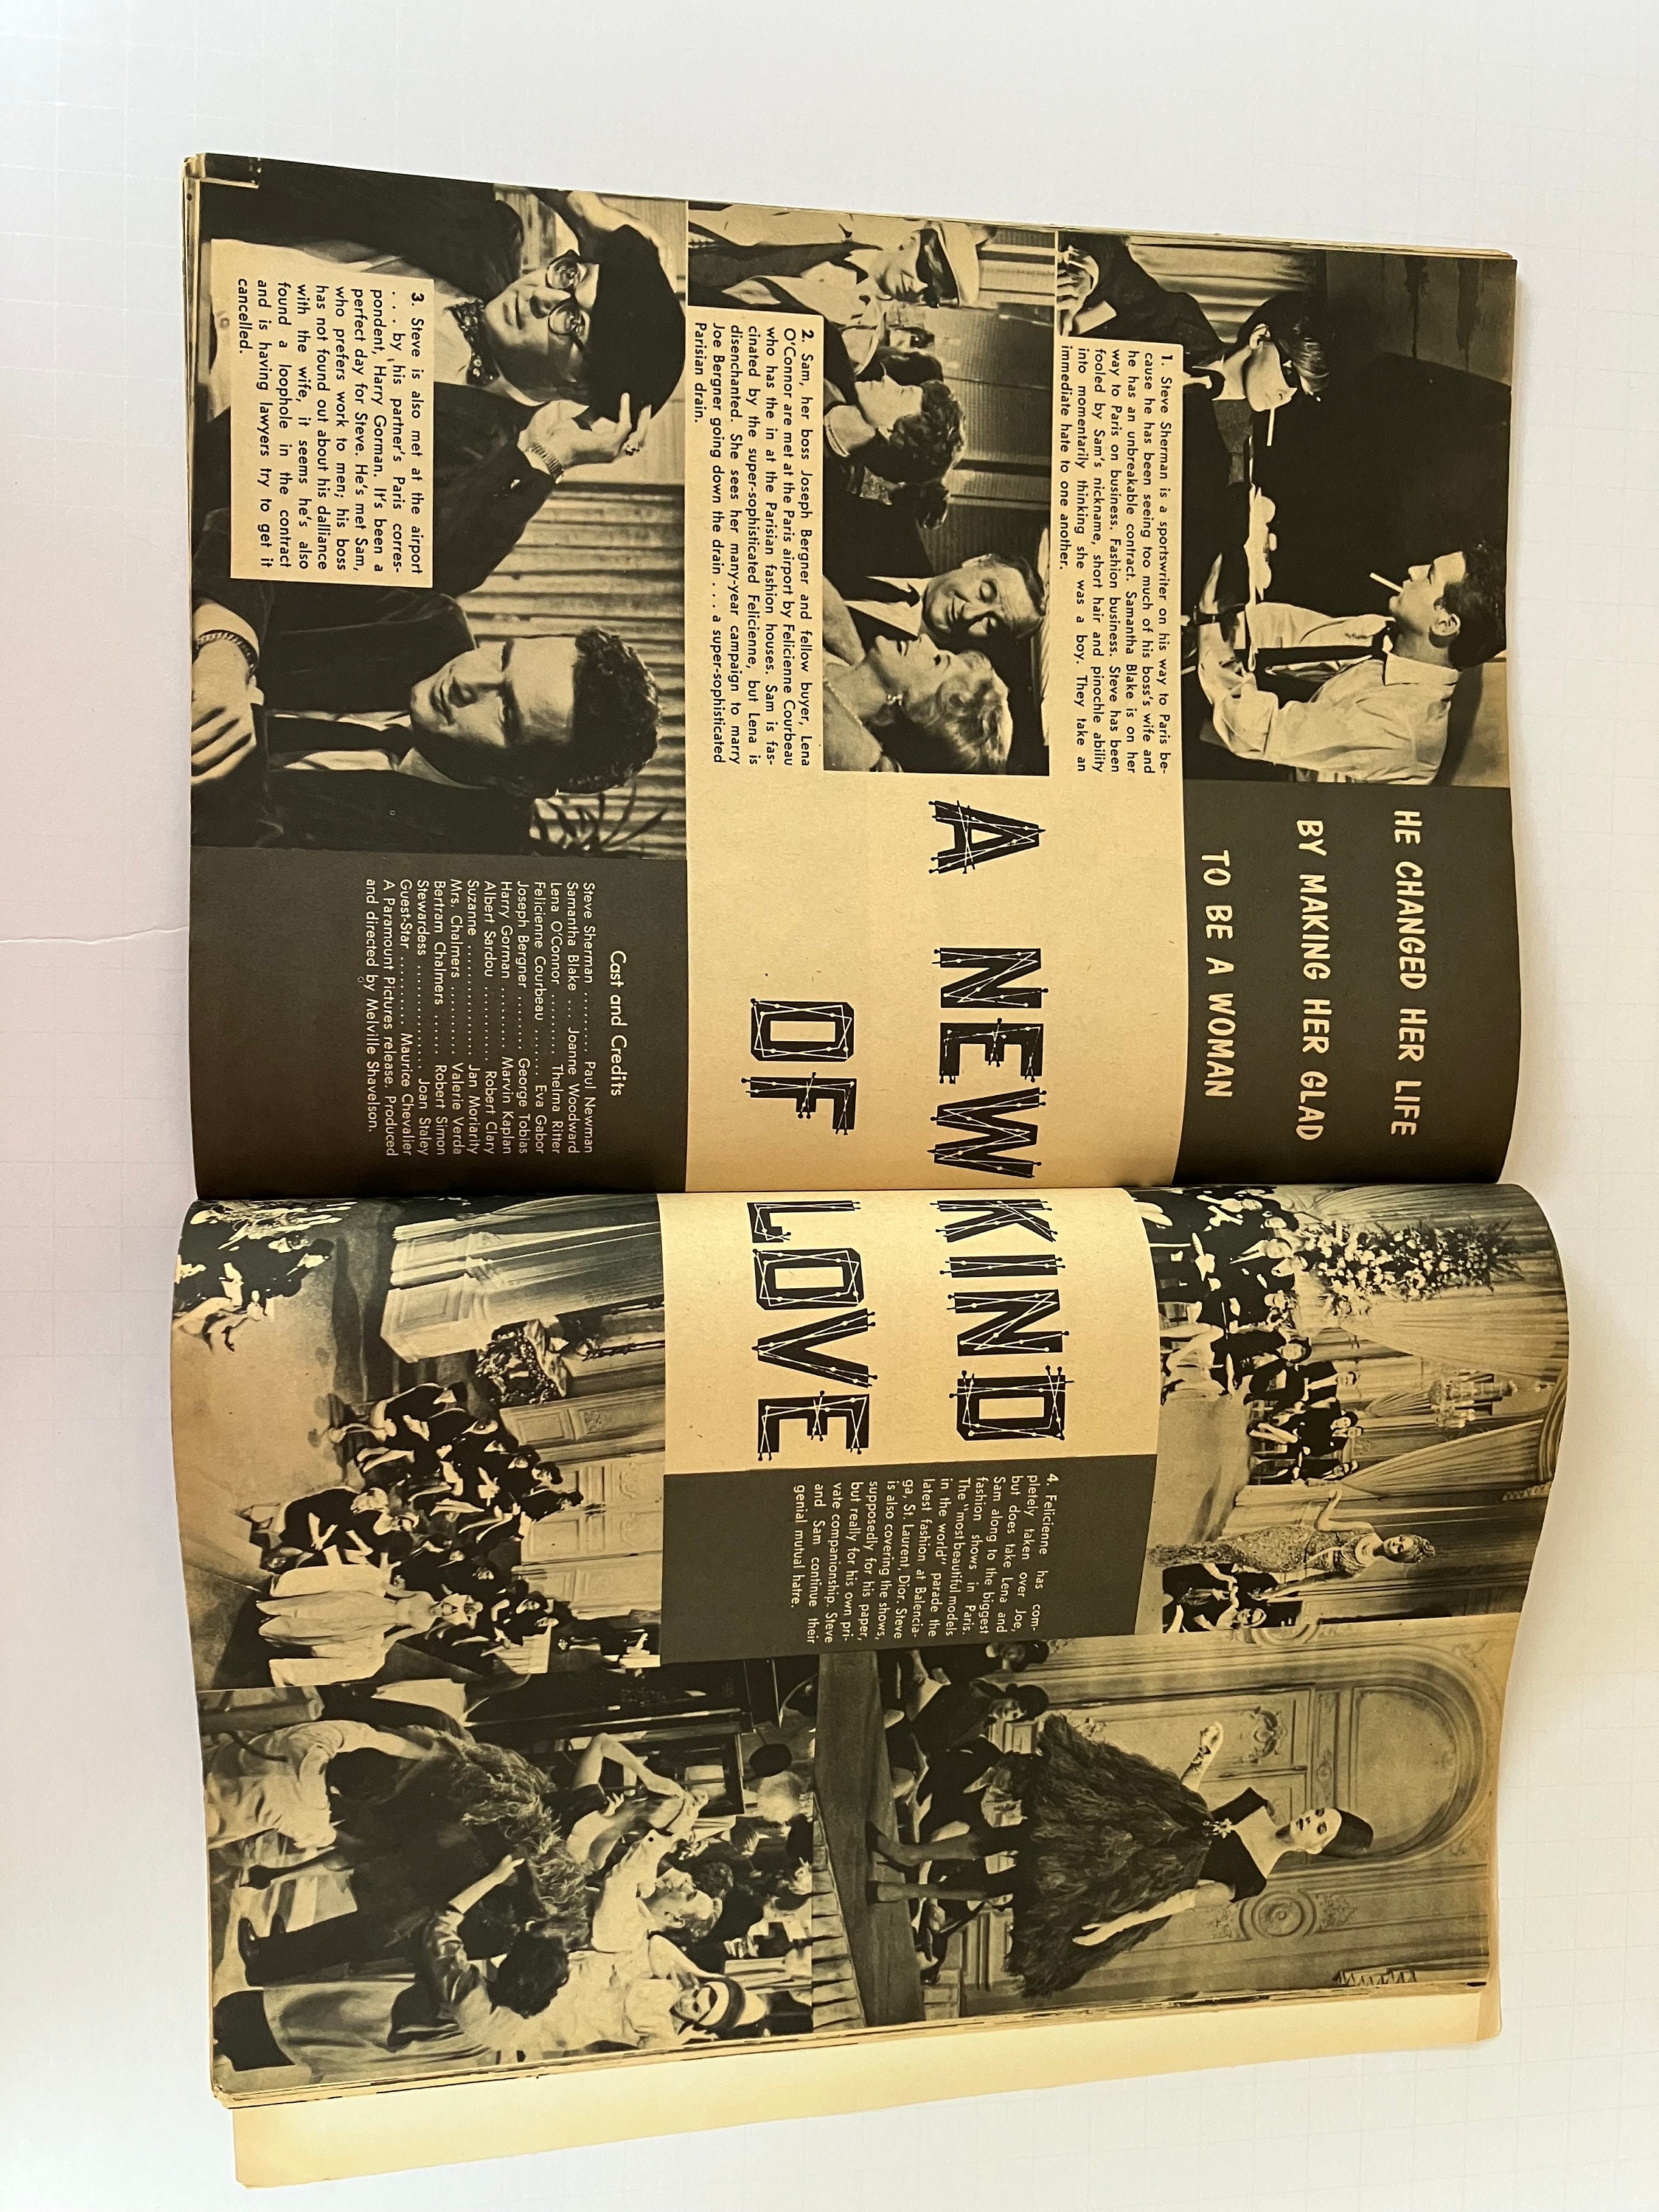 HE CHANGED HER LIFE
BY MAKING HER GLAD
TO BE A WOMAN
1. Steve Sherman is a sportswriter on his way to Paris be-
cause he has been seeing too much of his boss's wife and
he has an unbreakable contract. Samantha Blake is on her
way to Paris on business. Fashion business. Steve has been
fooled by Sam's nickname, short hair and pinochle ability
into momentarily thinking she was a boy. They take an
immediate hate to one another.
A NEW KIND
OF LOVE
2. Sam, her boss Joseph Bergner and fellow buyer, Lena
O'Connor are met at the Paris airport by Felicienne Courbeau
who has the in at the Parisian fashion houses. Sam is fas-
cinated by the super-sophisticated Felicienne, but Lena is
disenchanted. She sees her many-year campaign to marry
Joe Bergner going down the drain . . . a super-sophisticated
Parisian drain.
3. Steve is also met at the airport
. . . by his partner's Paris corres-
pondent, Harry Gorman. It's been a
perfect day for Steve. He's met Sam,
who prefers work to men; his boss
has not found out about his dalliance
with the wife, it seems he's also
found a loophole in the contract
and is having lawyers try to get it
cancelled.
Cast and Credits
Steve Sherman ........ Paul Newman
Samantha Blake .... Joanne Woodward
Lena O'Connor .......... Thelma Ritter
Felicienne Courbeau ....... Eva Gabor
Joseph Bergner ........ George Tobias
Harry Gorman ......... Marvin Kaplan
Albert Sardou ........... Robert Clary
Suzanne ............... Jan Moriarity
Mrs. Chalmers .......... Valerie Verda
Bertram Chalmers ....... Robert Simon
Stewardess ............... Joan Staley
Guest-Star ......... Maurice Chevalier
A Paramount Pictures release. Produced
and directed by Melville Shavelson.
4. Felicienne has com-
pletely taken over Joe,
but does take Lena and
Sam along to the biggest
fashion shows in Paris.
The "most beautiful models
in the world" parade the
latest fashion at Balencia-
ga, St. Laurent, Dior. Steve
is also covering the shows,
supposedly for his paper,
but really for his own pri-
vate companionship. Steve
and Sam continue their
genial mutual hatre.